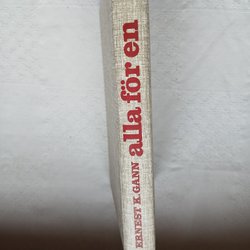 ERNEST K. GANN alla för en